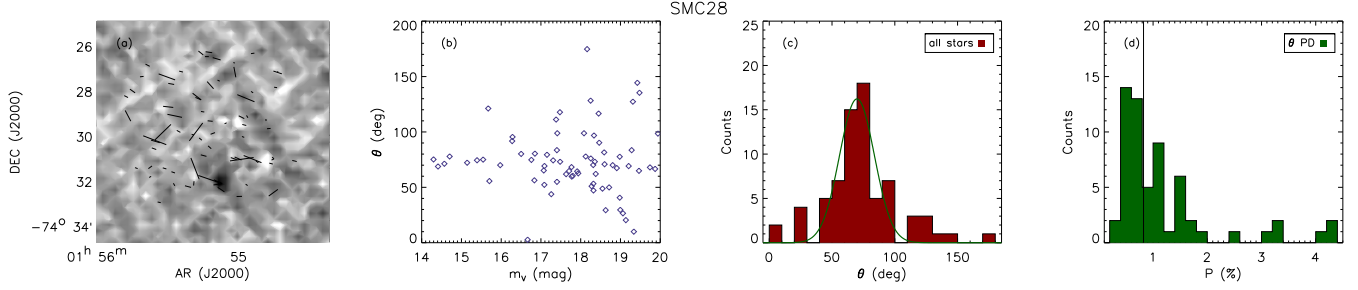 SMC28
(a)
26
28
30
32
−74° 34'
DEC (J2000)
01ʰ 56ᵐ
55
AR (J2000)
(b)
200
150
100
50
0
θ (deg)
14 15 16 17 18 19 20
mᵥ (mag)
(c)
all stars
25
20
15
10
5
0
Counts
0 50 100 150
θ (deg)
(d)
θ PD
20
15
10
5
0
Counts
1 2 3 4
P (%)